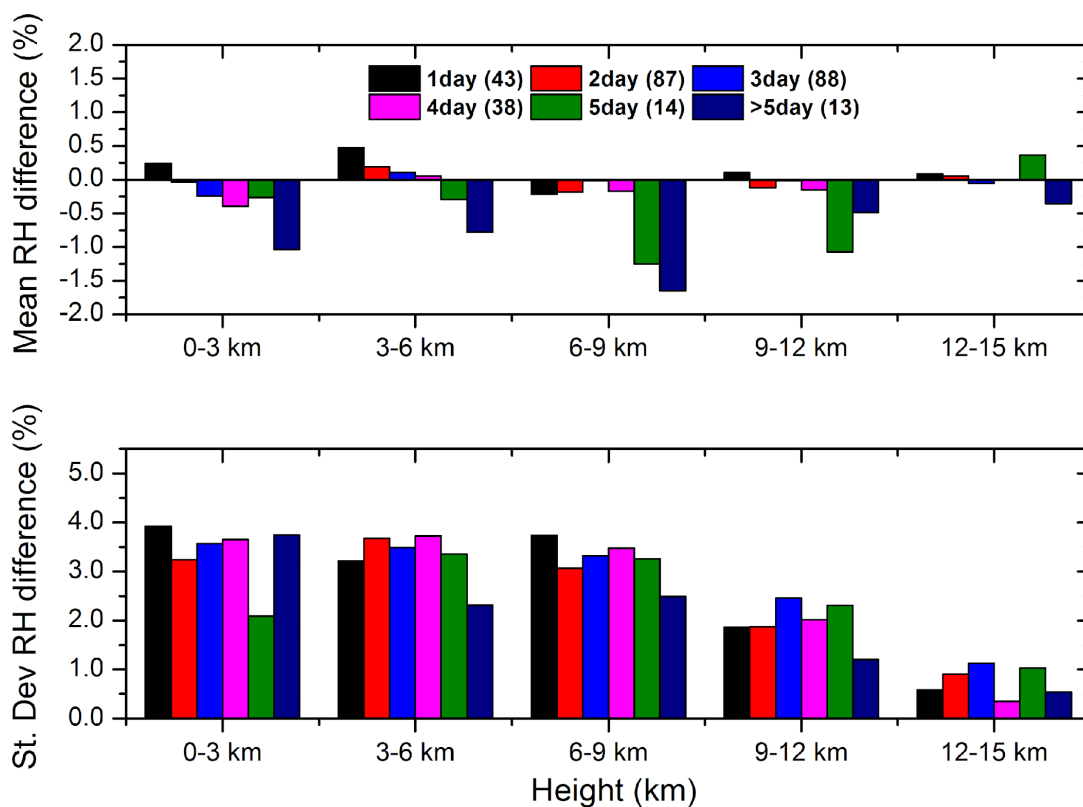 Mean RH difference (%)
2.0
1.5
1.0
0.5
0.0
-0.5
-1.0
-1.5
-2.0
1day (43) 2day (87) 3day (88)
4day (38) 5day (14) >5day (13)
0-3 km 3-6 km 6-9 km 9-12 km 12-15 km
St. Dev RH difference (%)
5.0
4.0
3.0
2.0
1.0
0.0
0-3 km 3-6 km 6-9 km 9-12 km 12-15 km
Height (km)